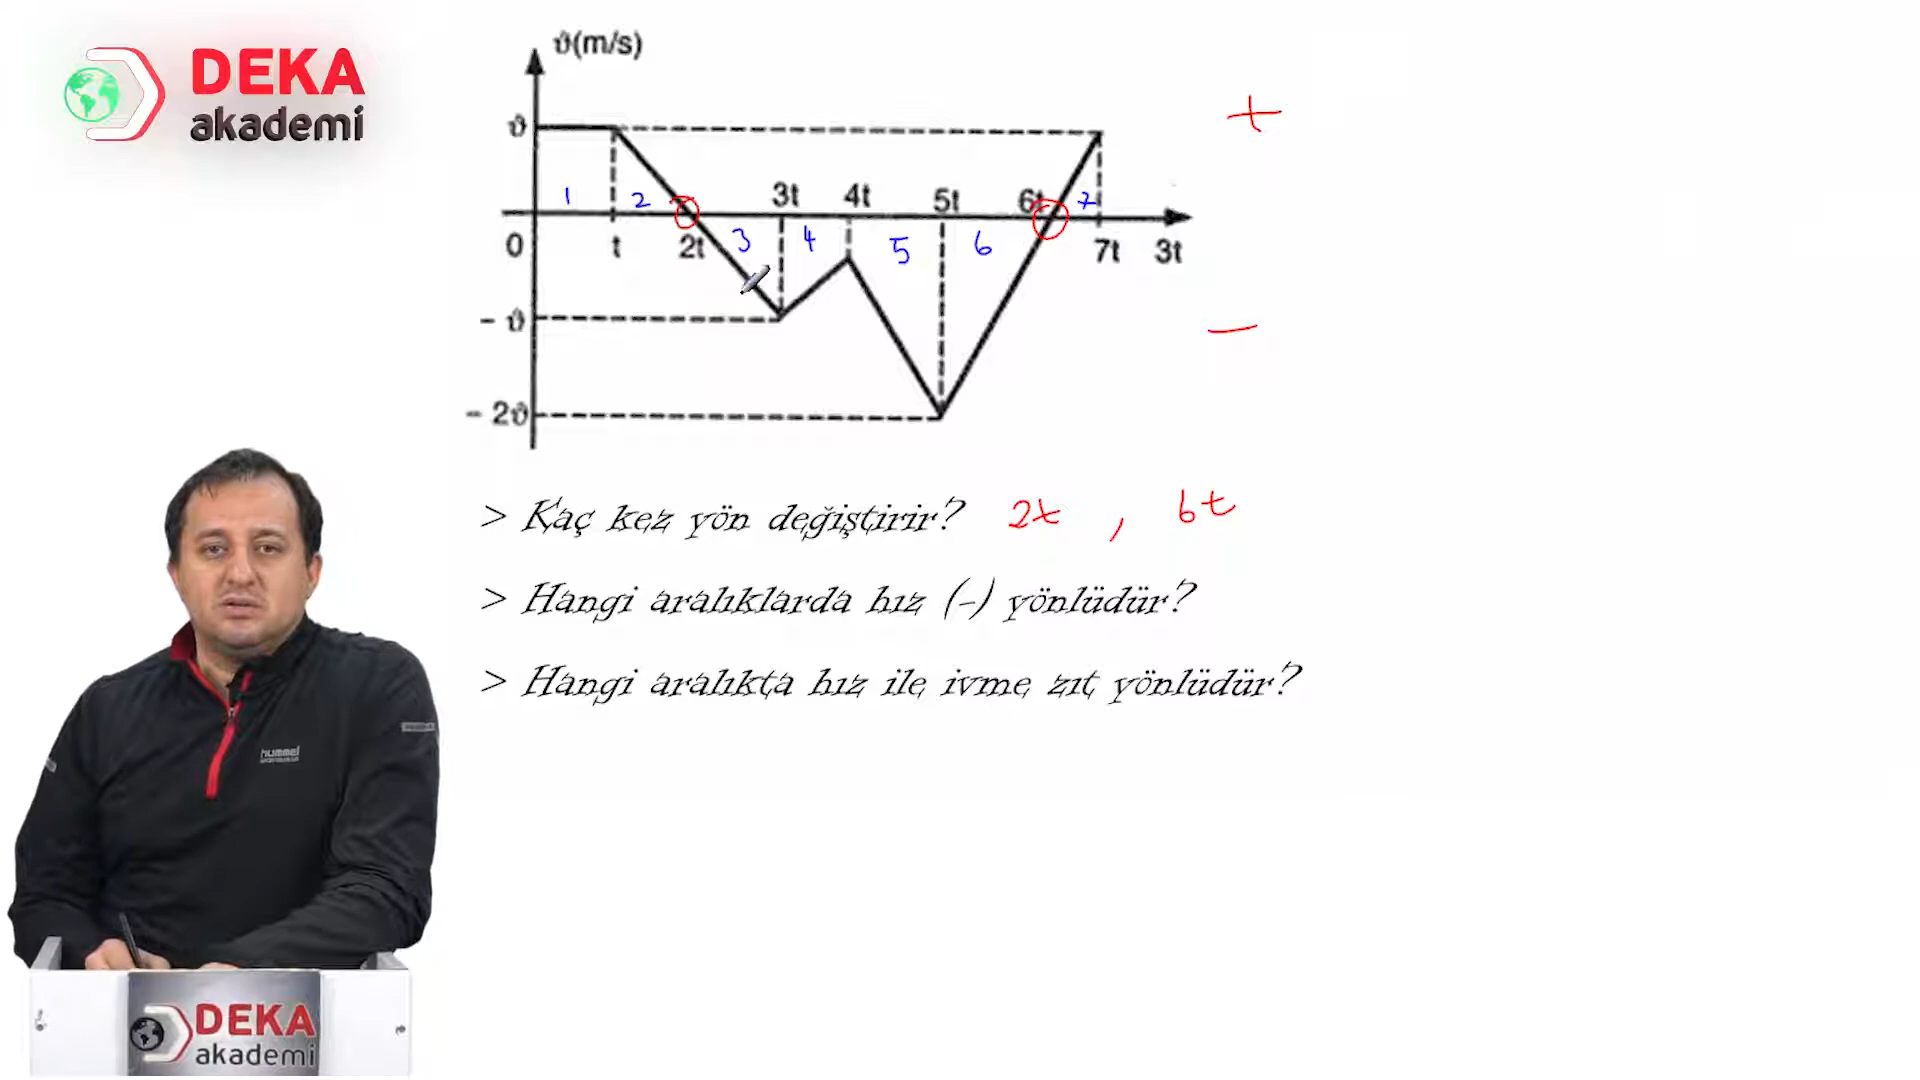 DEKA
akademi
ϑ(m/s)
ϑ
+
1
2
3t
4t
5t
6t
7
0
t
2t
3
4
5
6
7t
3t
- ϑ
-
- 2ϑ
> Kaç kez yön değiştirir? 2t , 6t
> Hangi aralıklarda hız (-) yönlüdür?
> Hangi aralıkta hız ile ivme zıt yönlüdür?
hummel
DEKA
akademi